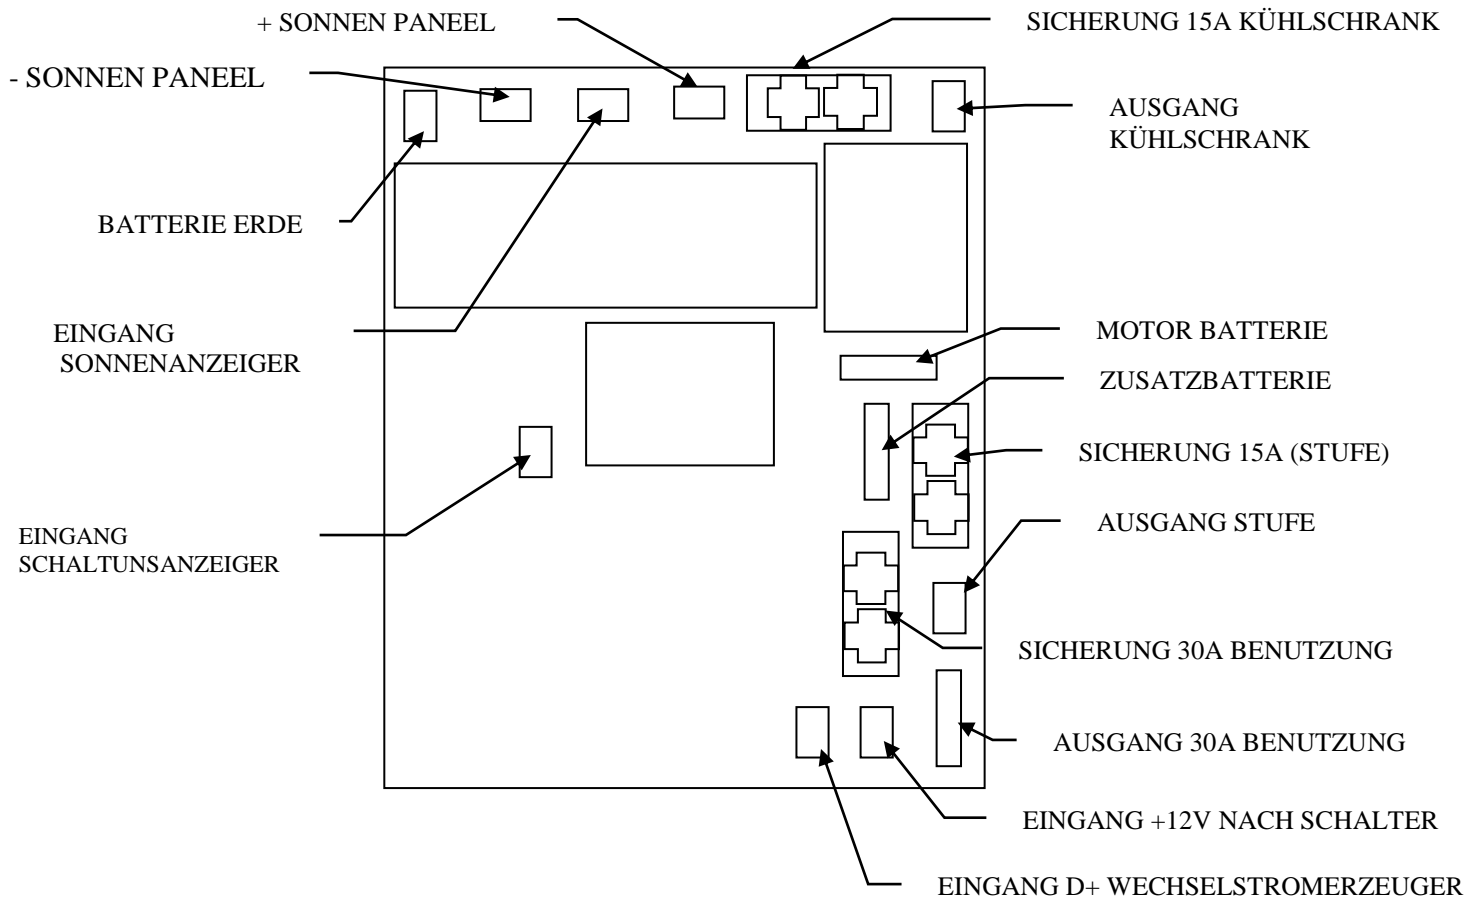 + SONNEN PANEEL
SICHERUNG 15A KÜHLSCHRANK
- SONNEN PANEEL
AUSGANG
KÜHLSCHRANK
BATTERIE ERDE
EINGANG
SONNENANZEIGER
MOTOR BATTERIE
ZUSATZBATTERIE
SICHERUNG 15A (STUFE)
EINGANG
SCHALTUNSANZEIGER
AUSGANG STUFE
SICHERUNG 30A BENUTZUNG
AUSGANG 30A BENUTZUNG
EINGANG +12V NACH SCHALTER
EINGANG D+ WECHSELSTROMERZEUGER